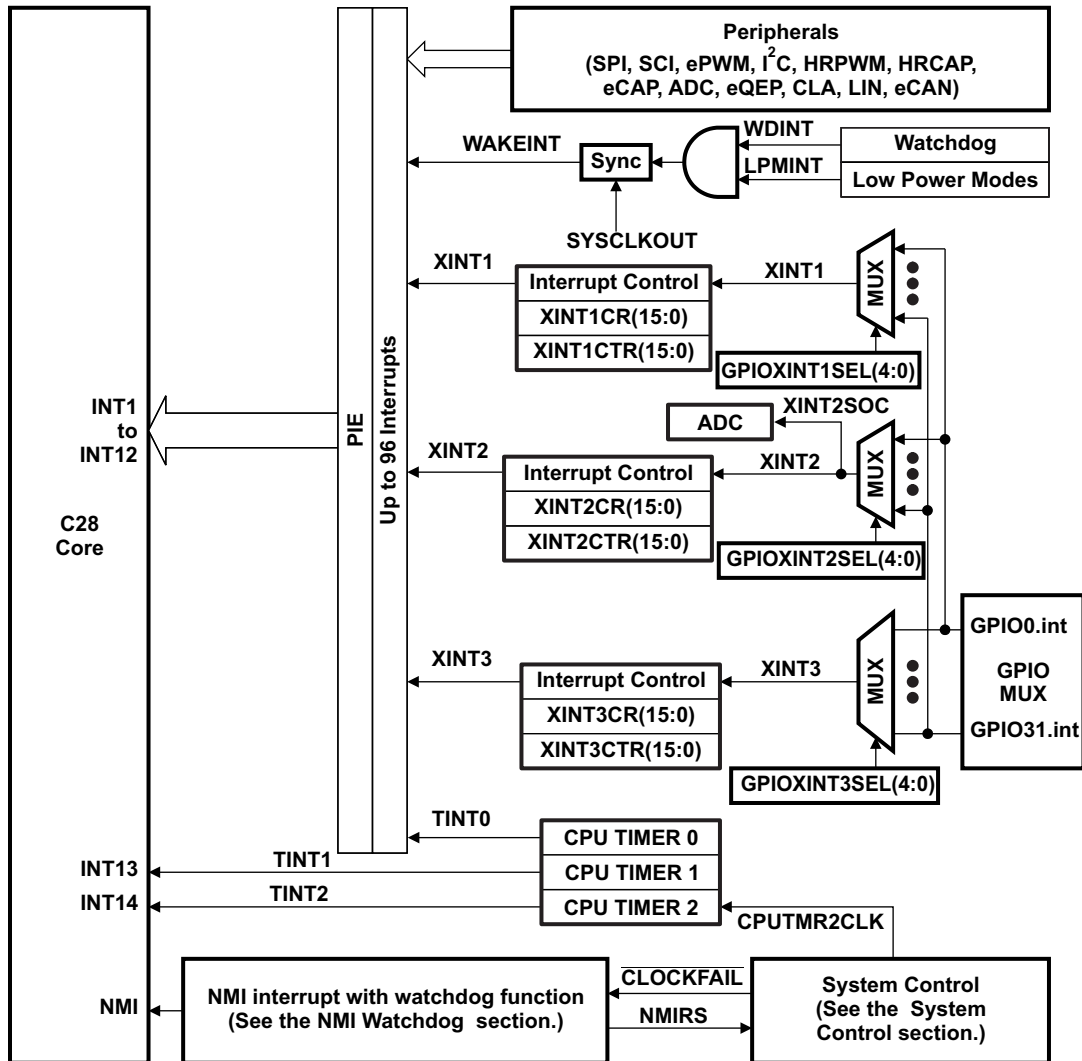 Peripherals
(SPI, SCI, ePWM, I²C, HRPWM, HRCAP,
eCAP, ADC, eQEP, CLA, LIN, eCAN)
WDINT
WAKEINT
Sync
Watchdog
LPMINT
Low Power Modes
SYSCLKOUT
XINT1
Interrupt Control
XINT1
MUX
XINT1CR(15:0)
XINT1CTR(15:0)
GPIOXINT1SEL(4:0)
INT1
to
INT12
PIE
Up to 96 Interrupts
ADC
XINT2SOC
XINT2
Interrupt Control
XINT2
MUX
XINT2CR(15:0)
XINT2CTR(15:0)
GPIOXINT2SEL(4:0)
C28
Core
GPIO0.int
GPIO
MUX
GPIO31.int
XINT3
Interrupt Control
XINT3
MUX
XINT3CR(15:0)
XINT3CTR(15:0)
GPIOXINT3SEL(4:0)
TINT0
CPU TIMER 0
INT13
TINT1
CPU TIMER 1
INT14
TINT2
CPU TIMER 2
CPUTMR2CLK
NMI
NMI interrupt with watchdog function
(See the NMI Watchdog section.)
CLOCKFAIL
NMIRS
System Control
(See the System
Control section.)